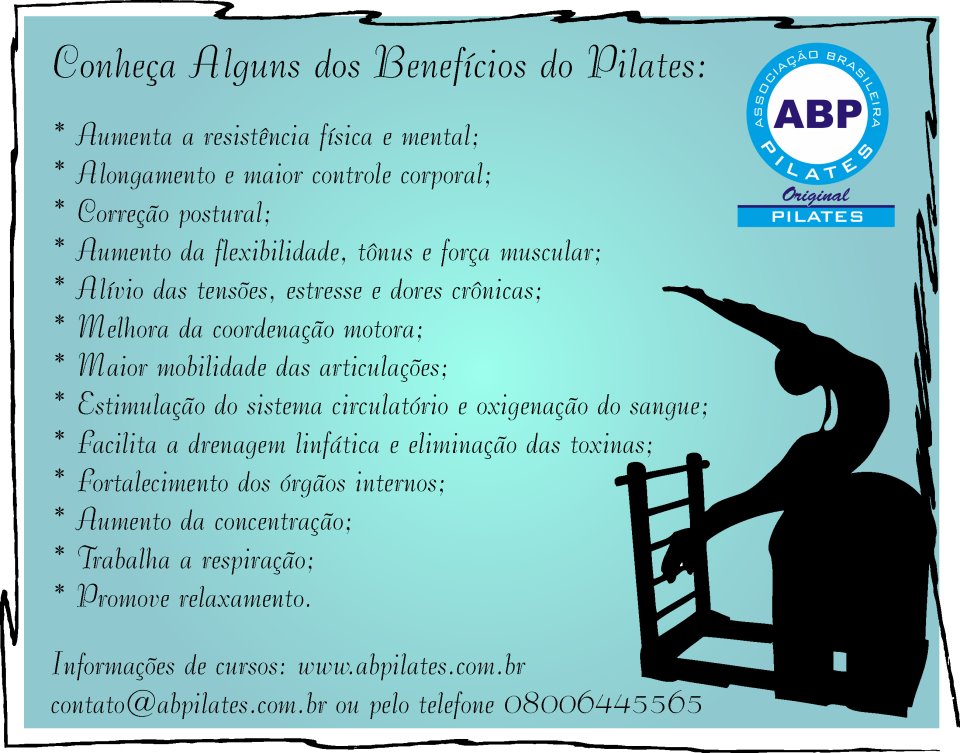 Conheça Alguns dos Benefícios do Pilates:
ASSOCIAÇÃO BRASILEIRA
ABP
PILATES
Original
PILATES
* Aumenta a resistência física e mental;
* Alongamento e maior controle corporal;
* Correção postural;
* Aumento da flexibilidade, tônus e força muscular;
* Alívio das tensões, estresse e dores crônicas;
* Melhora da coordenação motora;
* Maior mobilidade das articulações;
* Estimulação do sistema circulatório e oxigenação do sangue;
* Facilita a drenagem linfática e eliminação das toxinas;
* Fortalecimento dos órgãos internos;
* Aumento da concentração;
* Trabalha a respiração;
* Promove relaxamento.
Informações de cursos: www.abpilates.com.br
contato@abpilates.com.br ou pelo telefone 08006445565